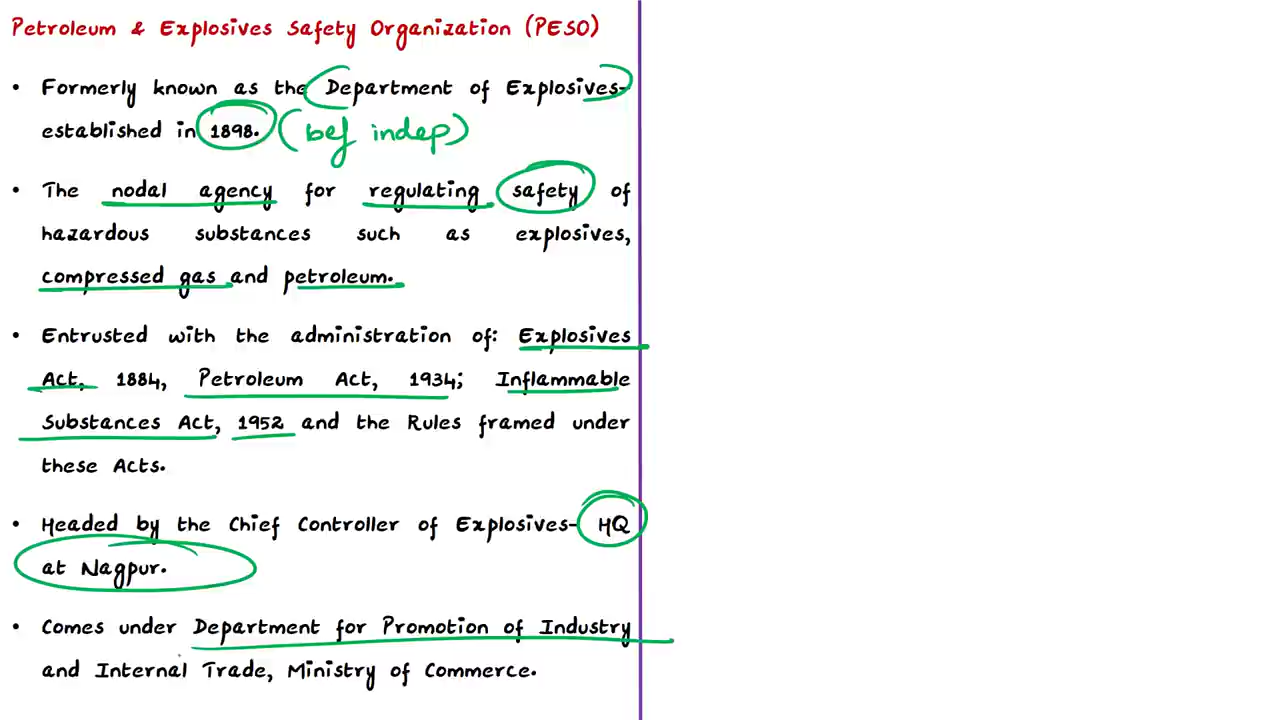 Petroleum & Explosives Safety Organization (PESO)
• Formerly known as the Department of Explosives-
established in 1898. (bef indep)
• The nodal agency for regulating safety of
hazardous substances such as explosives,
compressed gas and petroleum.
• Entrusted with the administration of: Explosives
Act, 1884, Petroleum Act, 1934; Inflammable
Substances Act, 1952 and the Rules framed under
these Acts.
• Headed by the Chief Controller of Explosives- HQ
at Nagpur.
• Comes under Department for Promotion of Industry
and Internal Trade, Ministry of Commerce.